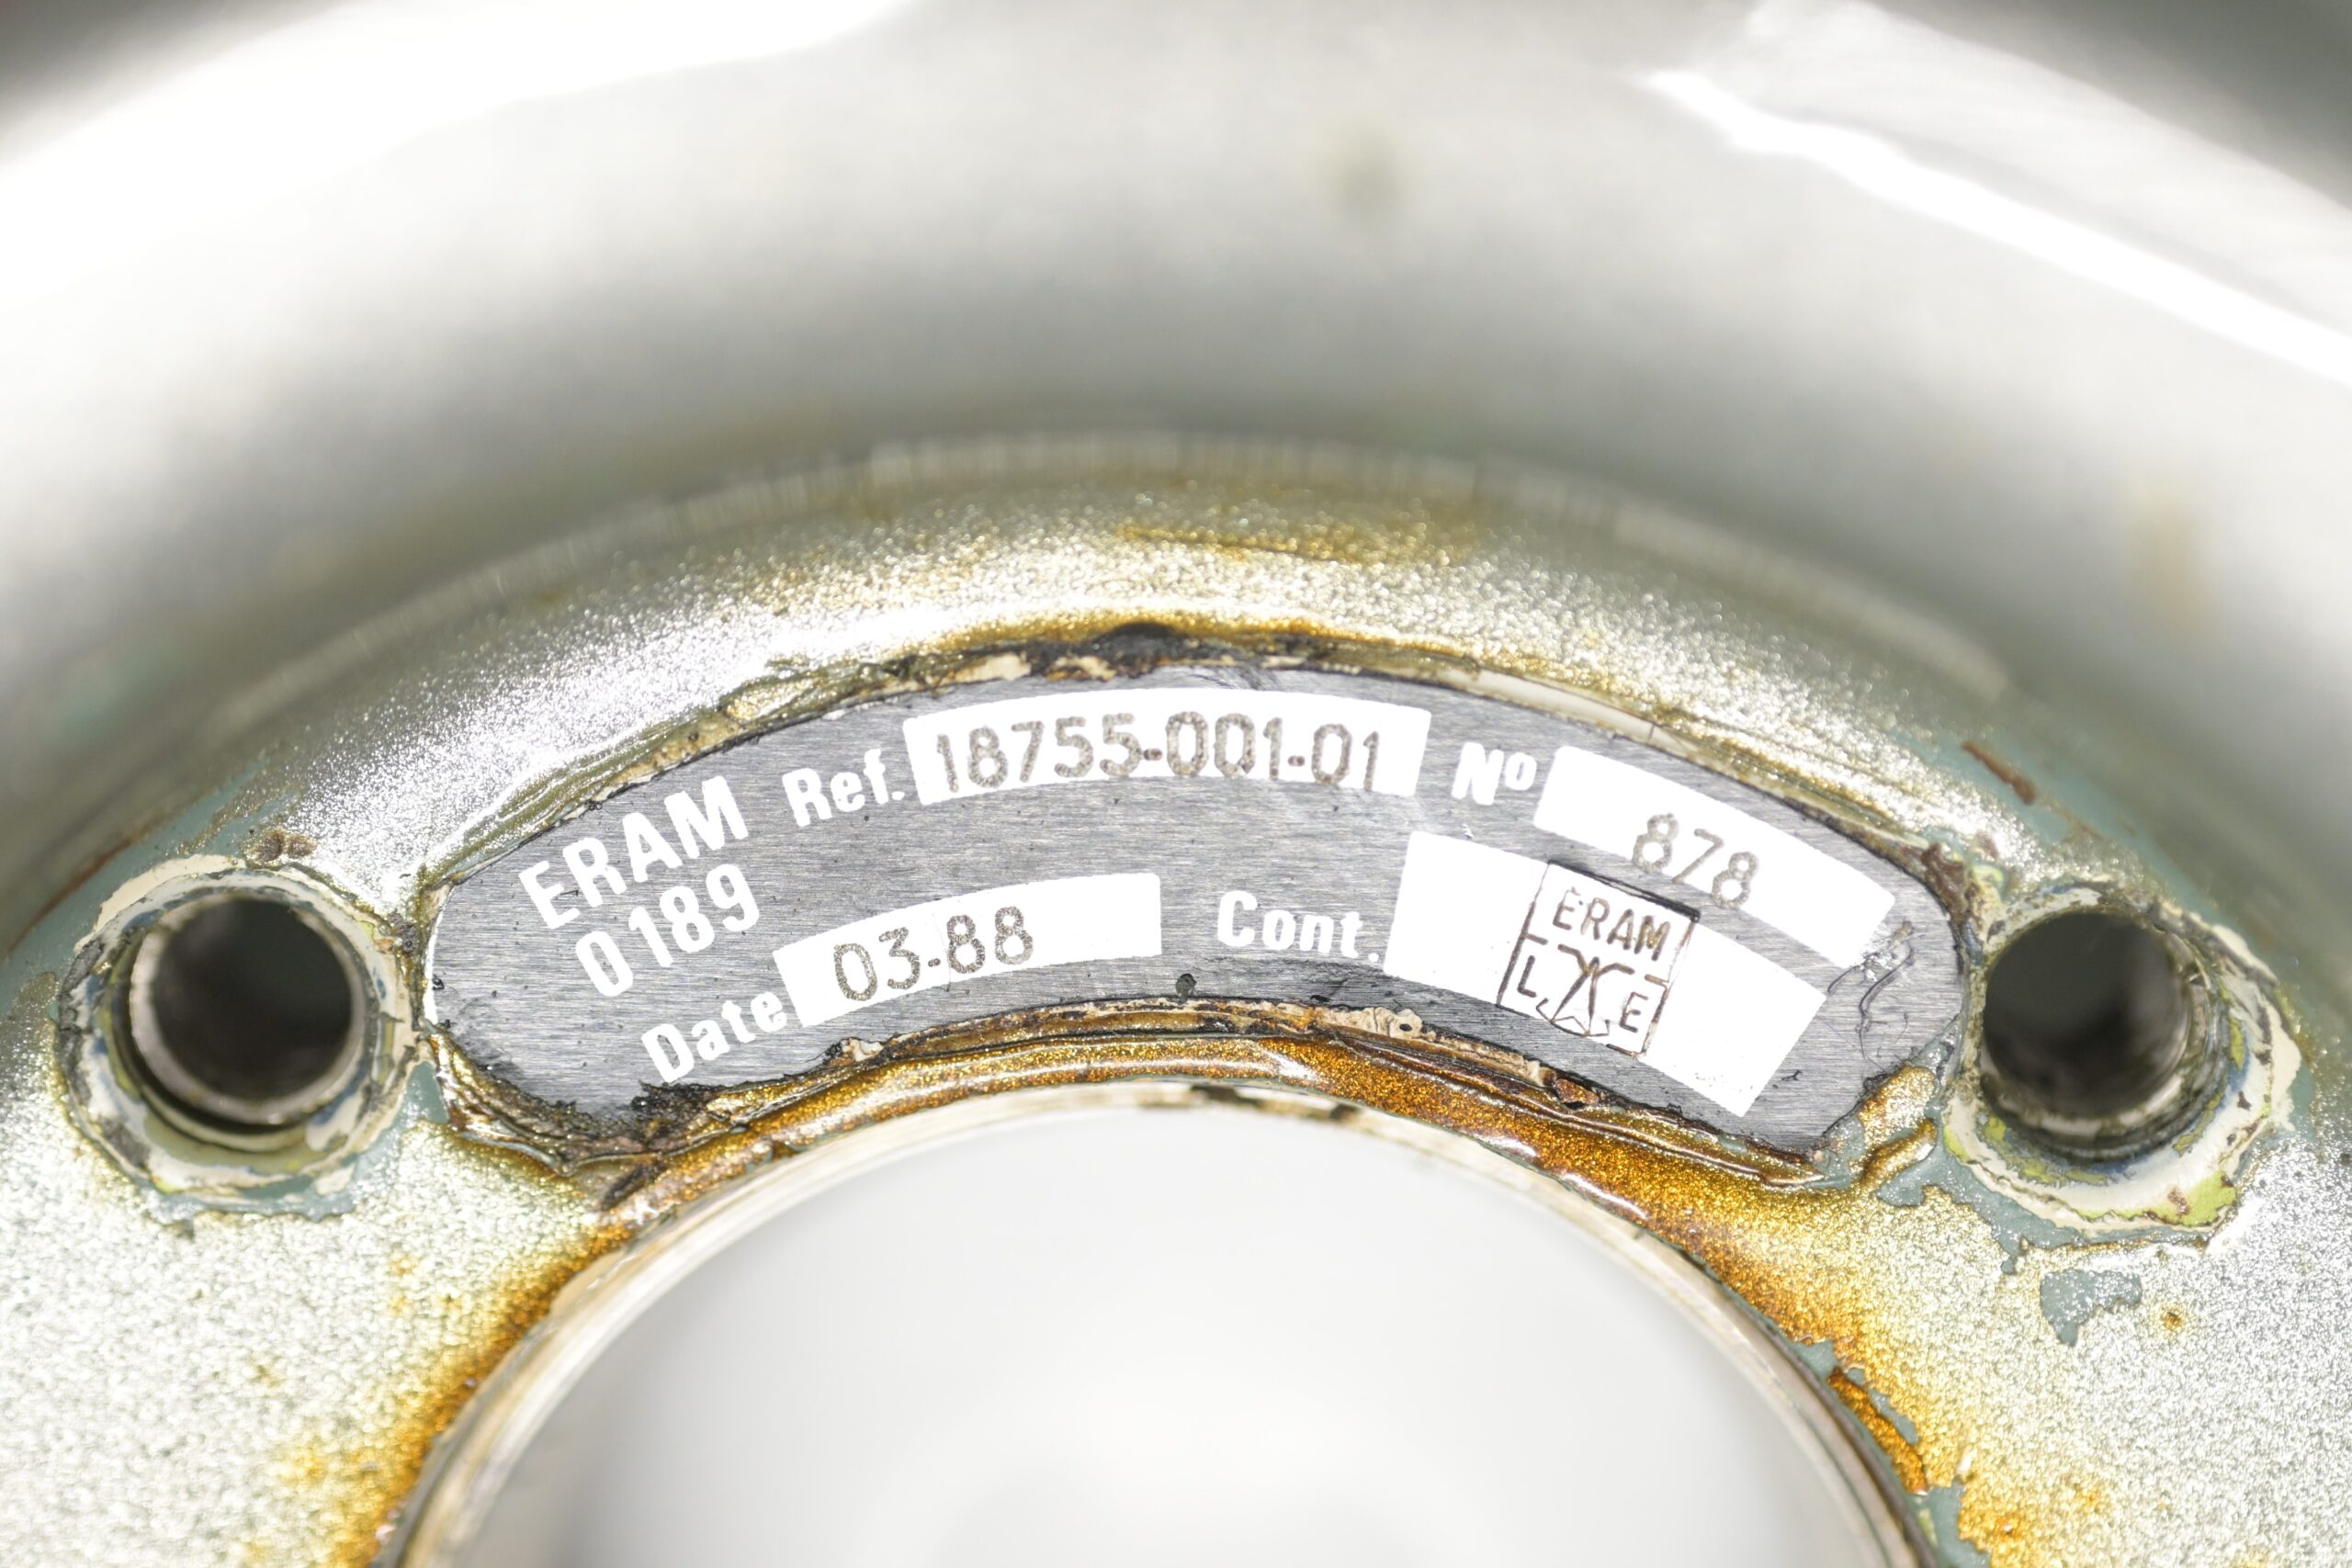 ERAM
0189
Ref. 18755-001-01
Nº 878
Date 03-88
Cont.
ERAM
L E